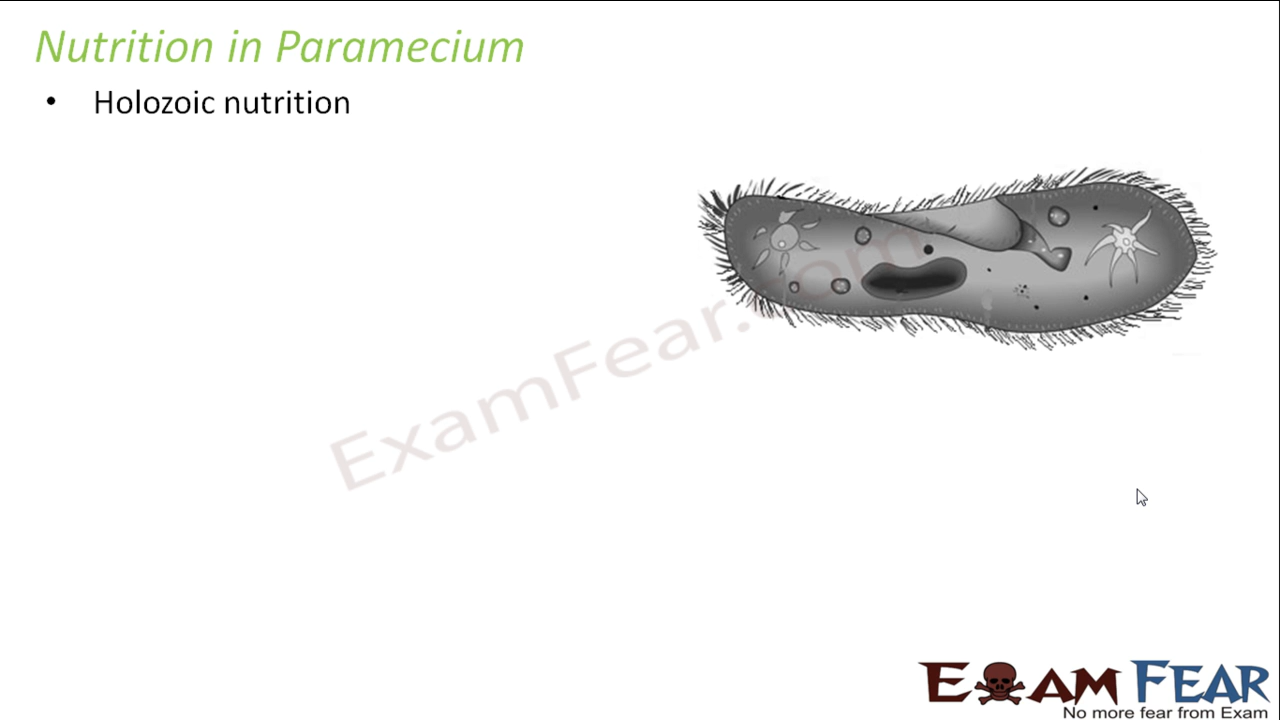 Nutrition in Paramecium
• Holozoic nutrition
ExamFear.com
EXAM FEAR
No more fear from Exam